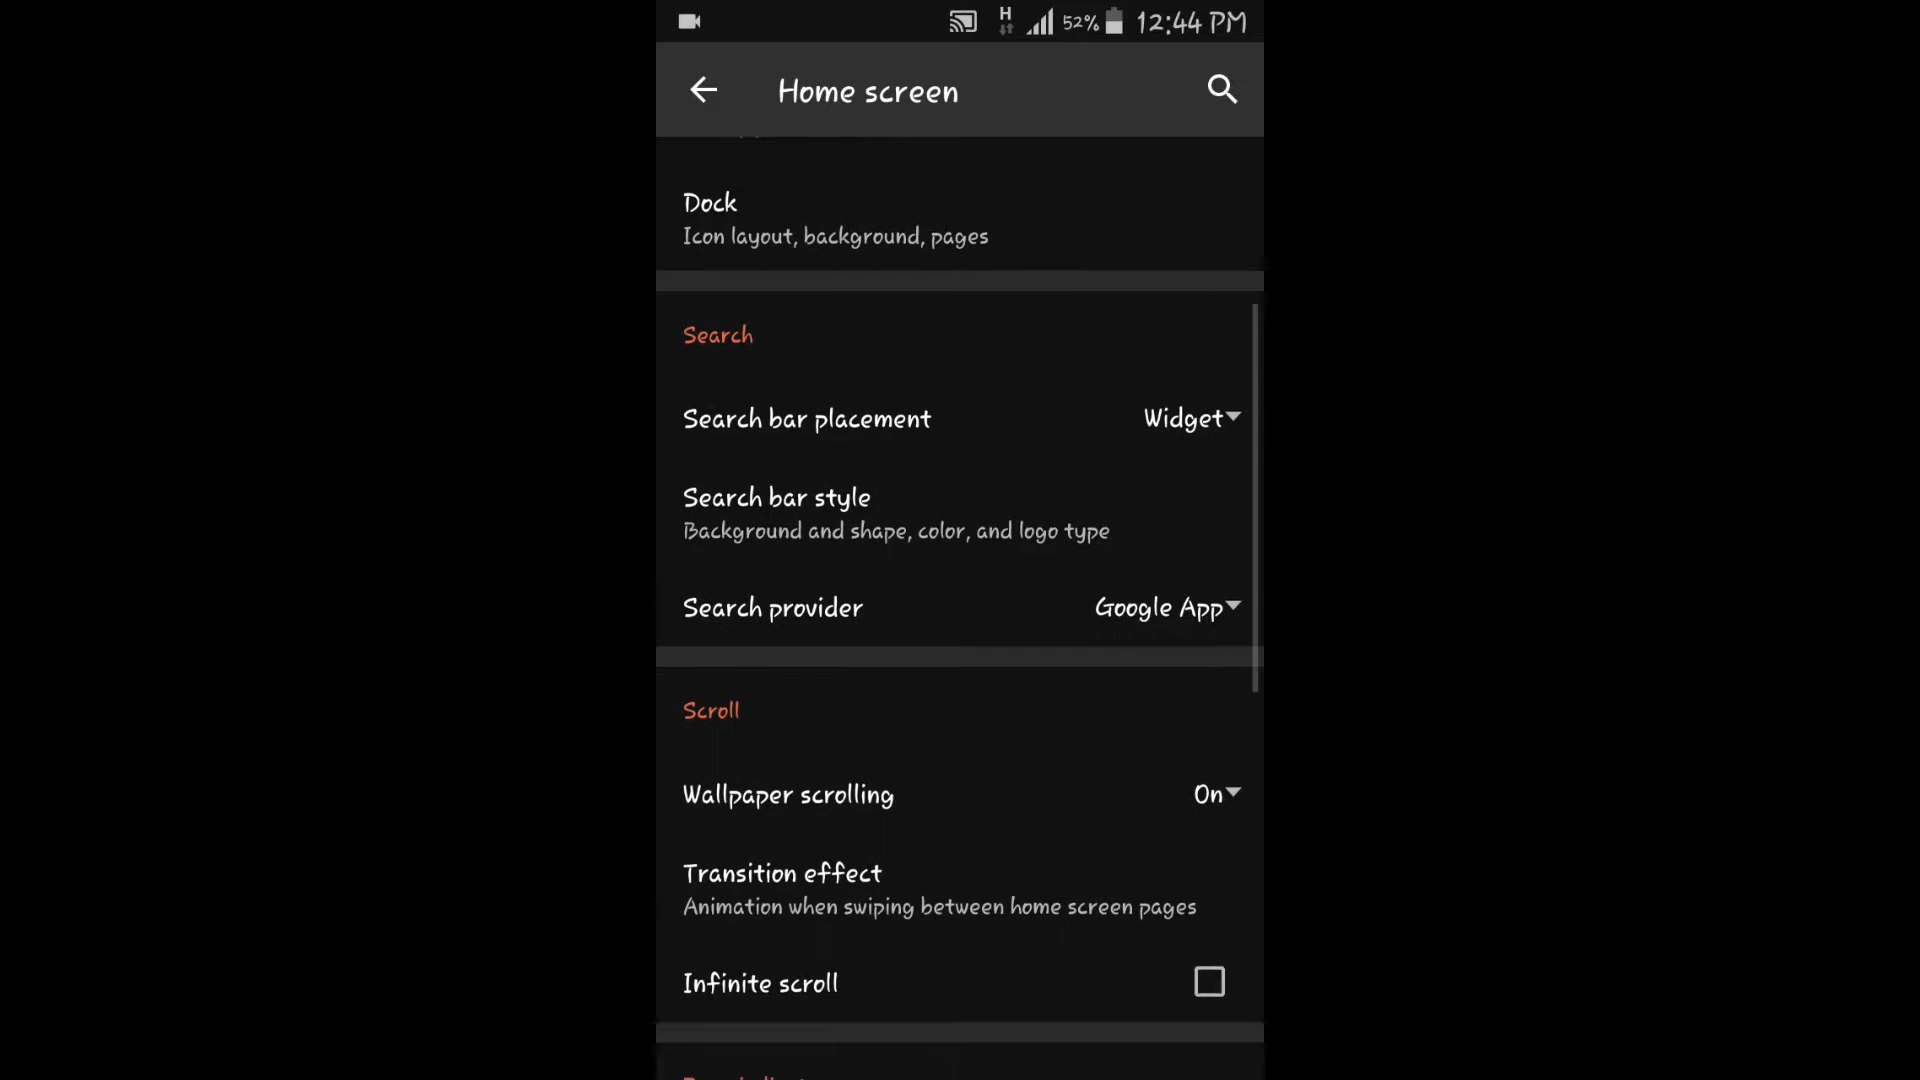 H 52% 12:44 PM
Home screen
Dock
Icon layout, background, pages
Search
Search bar placement Widget
Search bar style
Background and shape, color, and logo type
Search provider Google App
Scroll
Wallpaper scrolling On
Transition effect
Animation when swiping between home screen pages
Infinite scroll